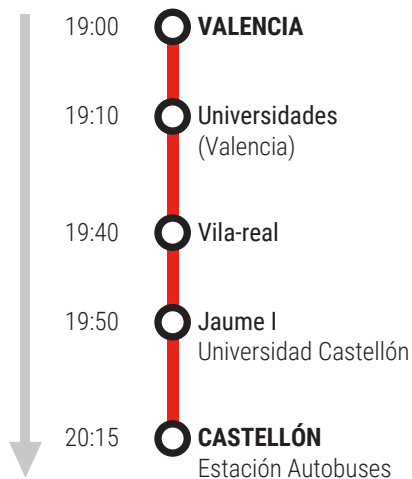 19:00 VALENCIA
19:10 Universidades
(Valencia)
19:40 Vila-real
19:50 Jaume I
Universidad Castellón
20:15 CASTELLÓN
Estación Autobuses